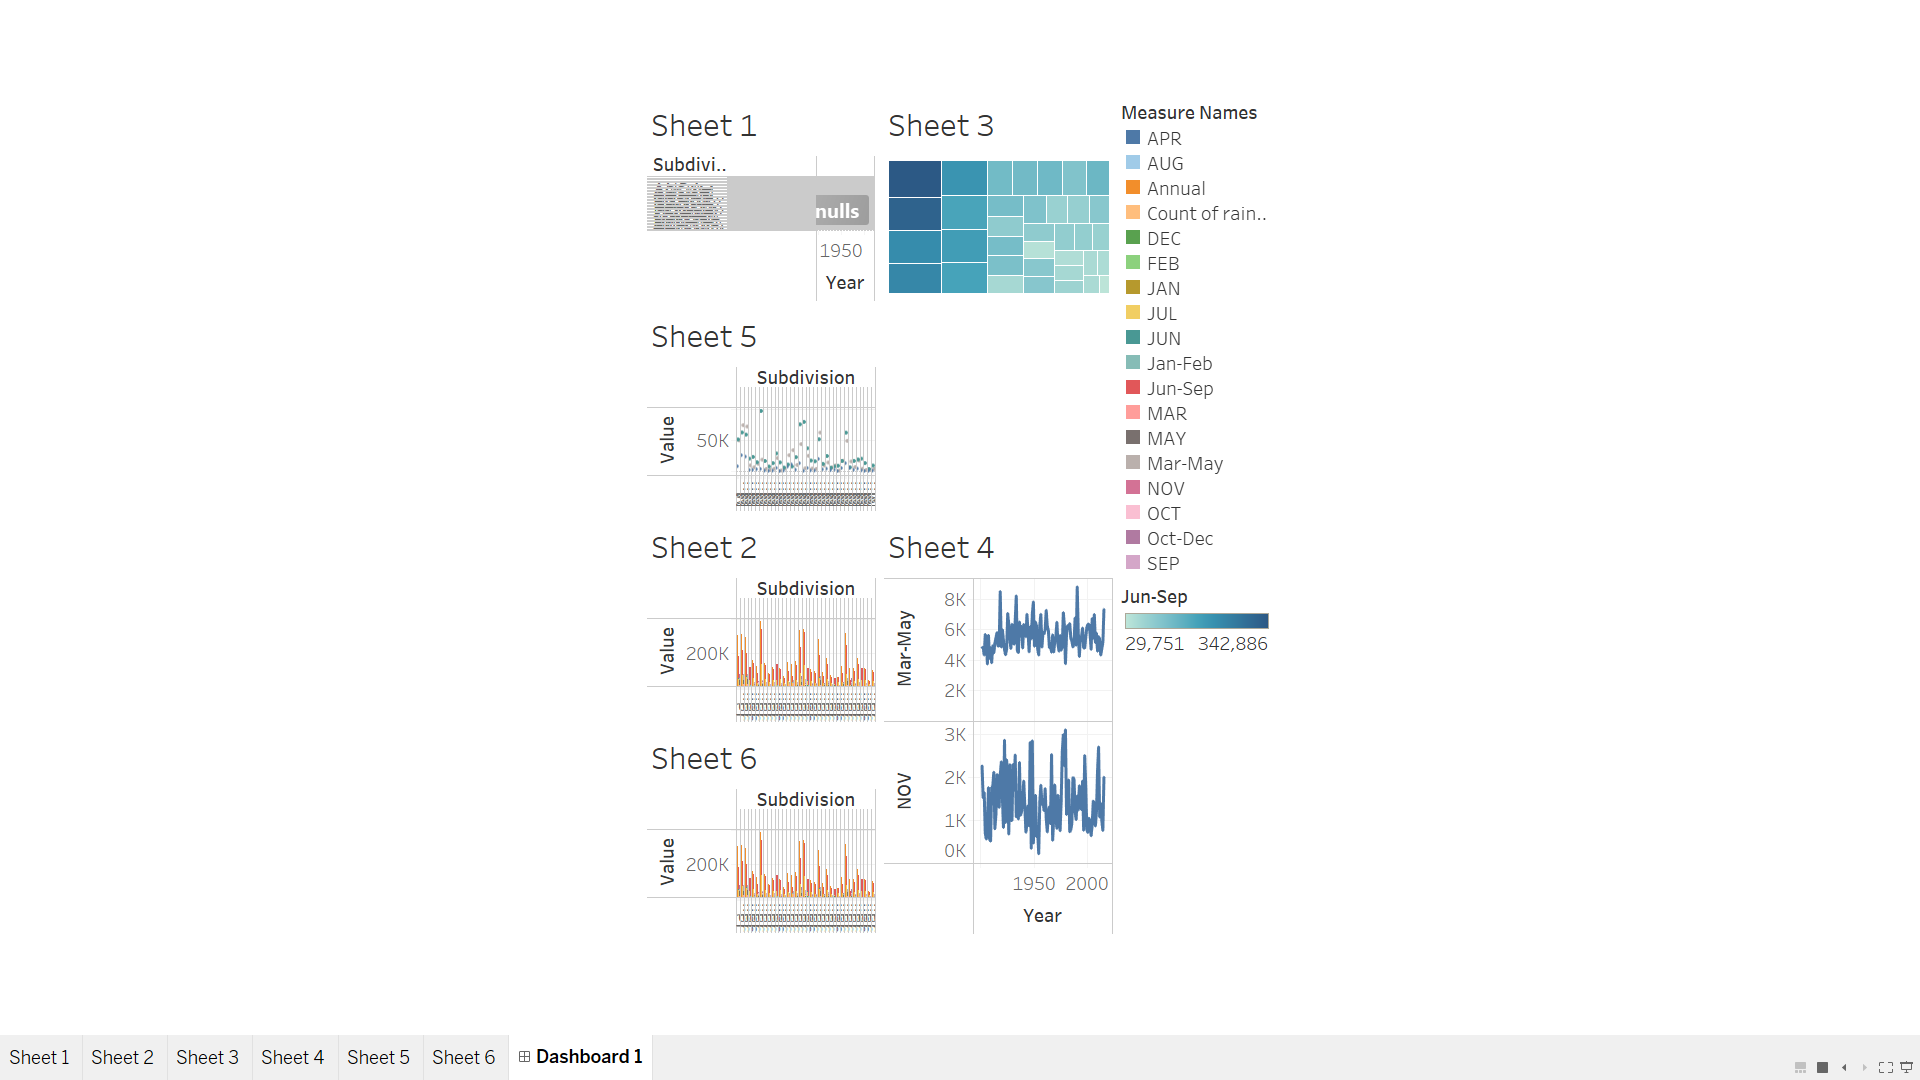 Sheet 1
Subdivi..
nulls
1950
Year
Sheet 3
Sheet 5
Subdivision
Value
50K
Sheet 2
Subdivision
Value
200K
Sheet 6
Subdivision
Value
200K
Sheet 4
Mar-May
8K
6K
4K
2K
NOV
3K
2K
1K
0K
1950 2000
Year
Measure Names
APR
AUG
Annual
Count of rain..
DEC
FEB
JAN
JUL
JUN
Jan-Feb
Jun-Sep
MAR
MAY
Mar-May
NOV
OCT
Oct-Dec
SEP
Jun-Sep
29,751 342,886
Sheet 1 Sheet 2 Sheet 3 Sheet 4 Sheet 5 Sheet 6 Dashboard 1